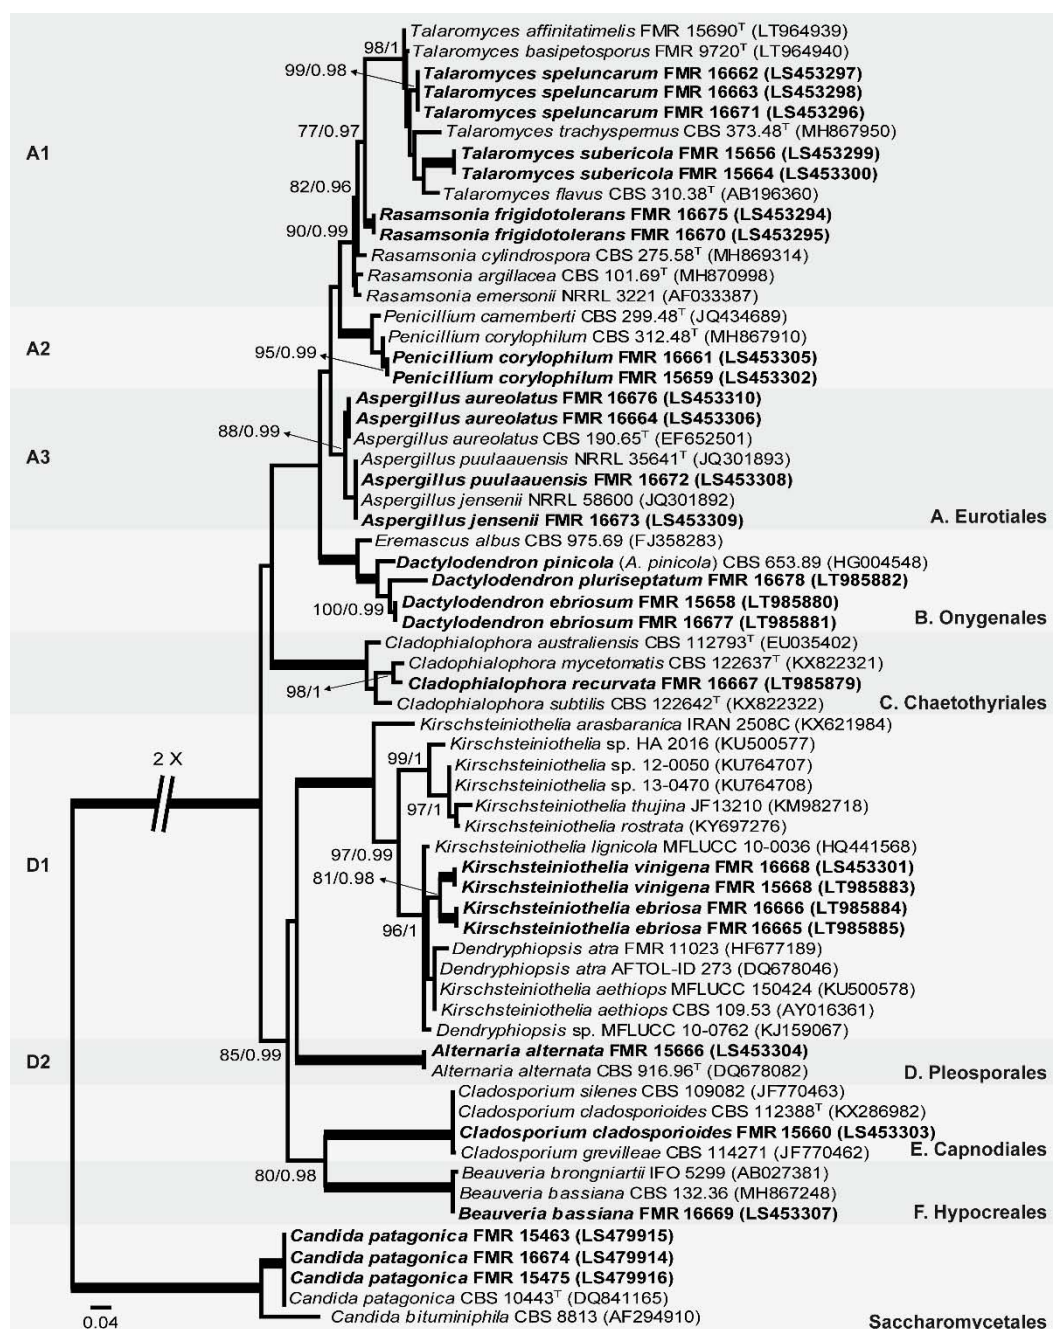 Talaromyces affinitatimelis FMR 15690ᵀ (LT964939)
98/1
Talaromyces basipetosporus FMR 9720ᵀ (LT964940)
99/0.98
Talaromyces speluncarum FMR 16662 (LS453297)
Talaromyces speluncarum FMR 16663 (LS453298)
Talaromyces speluncarum FMR 16671 (LS453296)
77/0.97
Talaromyces trachyspermus CBS 373.48ᵀ (MH867950)
A1
Talaromyces subericola FMR 15656 (LS453299)
Talaromyces subericola FMR 15664 (LS453300)
82/0.96
Talaromyces flavus CBS 310.38ᵀ (AB196360)
Rasamsonia frigidotolerans FMR 16675 (LS453294)
90/0.99
Rasamsonia frigidotolerans FMR 16670 (LS453295)
Rasamsonia cylindrospora CBS 275.58ᵀ (MH869314)
Rasamsonia argillacea CBS 101.69ᵀ (MH870998)
Rasamsonia emersonii NRRL 3221 (AF033387)
Penicillium camemberti CBS 299.48ᵀ (JQ434689)
Penicillium corylophilum CBS 312.48ᵀ (MH867910)
A2
95/0.99
Penicillium corylophilum FMR 16661 (LS453305)
Penicillium corylophilum FMR 15659 (LS453302)
Aspergillus aureolatus FMR 16676 (LS453310)
Aspergillus aureolatus FMR 16664 (LS453306)
88/0.99
Aspergillus aureolatus CBS 190.65ᵀ (EF652501)
A3
Aspergillus puulaauensis NRRL 35641ᵀ (JQ301893)
Aspergillus puulaauensis FMR 16672 (LS453308)
Aspergillus jensenii NRRL 58600 (JQ301892)
Aspergillus jensenii FMR 16673 (LS453309)
A. Eurotiales
Eremascus albus CBS 975.69 (FJ358283)
Dactylodendron pinicola (A. pinicola) CBS 653.89 (HG004548)
Dactylodendron pluriseptatum FMR 16678 (LT985882)
100/0.99
Dactylodendron ebriosum FMR 15658 (LT985880)
Dactylodendron ebriosum FMR 16677 (LT985881)
B. Onygenales
Cladophialophora australiensis CBS 112793ᵀ (EU035402)
Cladophialophora mycetomatis CBS 122637ᵀ (KX822321)
98/1
Cladophialophora recurvata FMR 16667 (LT985879)
Cladophialophora subtilis CBS 122642ᵀ (KX822322)
C. Chaetothyriales
Kirschsteiniothelia arasbaranica IRAN 2508C (KX621984)
Kirschsteiniothelia sp. HA 2016 (KU500577)
2 X
99/1
Kirschsteiniothelia sp. 12-0050 (KU764707)
Kirschsteiniothelia sp. 13-0470 (KU764708)
97/1
Kirschsteiniothelia thujina JF13210 (KM982718)
Kirschsteiniothelia rostrata (KY697276)
97/0.99
Kirschsteiniothelia lignicola MFLUCC 10-0036 (HQ441568)
D1
81/0.98
Kirschsteiniothelia vinigena FMR 16668 (LS453301)
Kirschsteiniothelia vinigena FMR 15668 (LT985883)
Kirschsteiniothelia ebriosa FMR 16666 (LT985884)
96/1
Kirschsteiniothelia ebriosa FMR 16665 (LT985885)
Dendryphiopsis atra FMR 11023 (HF677189)
Dendryphiopsis atra AFTOL-ID 273 (DQ678046)
Kirschsteiniothelia aethiops MFLUCC 150424 (KU500578)
Kirschsteiniothelia aethiops CBS 109.53 (AY016361)
Dendryphiopsis sp. MFLUCC 10-0762 (KJ159067)
85/0.99
D2
Alternaria alternata FMR 15666 (LS453304)
Alternaria alternata CBS 916.96ᵀ (DQ678082)
D. Pleosporales
Cladosporium silenes CBS 109082 (JF770463)
Cladosporium cladosporioides CBS 112388ᵀ (KX286982)
Cladosporium cladosporioides FMR 15660 (LS453303)
Cladosporium grevilleae CBS 114271 (JF770462)
E. Capnodiales
80/0.98
Beauveria brongniartii IFO 5299 (AB027381)
Beauveria bassiana CBS 132.36 (MH867248)
Beauveria bassiana FMR 16669 (LS453307)
F. Hypocreales
Candida patagonica FMR 15463 (LS479915)
Candida patagonica FMR 16674 (LS479914)
Candida patagonica FMR 15475 (LS479916)
Candida patagonica CBS 10443ᵀ (DQ841165)
Candida bituminiphila CBS 8813 (AF294910)
0.04
Saccharomycetales